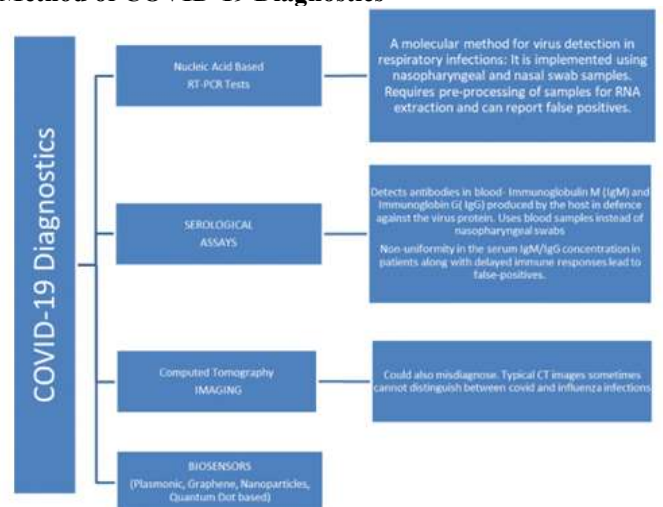 Method of COVID-19 Diagnostics
COVID-19 Diagnostics
Nucleic Acid Based
RT-PCR Tests
A molecular method for virus detection in
respiratory infections: It is implemented using
nasopharyngeal and nasal swab samples.
Requires pre-processing of samples for RNA
extraction and can report false positives.
SEROLOGICAL
ASSAYS
Detects antibodies in blood- Immunoglobulin M (IgM) and
Immunoglobin G( IgG) produced by the host in defence
against the virus protein. Uses blood samples instead of
nasopharyngeal swabs
Non-uniformity in the serum IgM/IgG concentration in
patients along with delayed immune responses lead to
false-positives.
Computed Tomography
IMAGING
Could also misdiagnose. Typical CT images sometimes
cannot distinguish between covid and influenza infections
BIOSENSORS
(Plasmonic, Graphene, Nanoparticles,
Quantum Dot based)